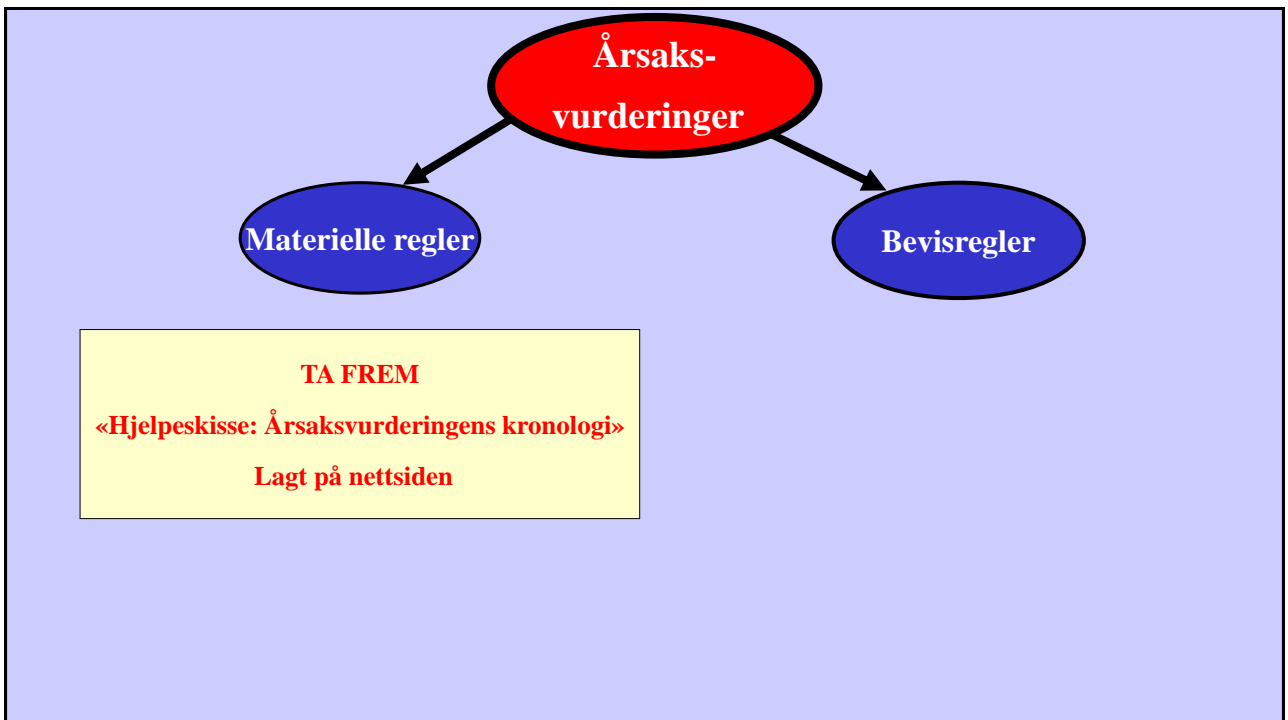 Årsaks-
vurderinger
Materielle regler
Bevisregler
TA FREM
«Hjelpeskisse: Årsaksvurderingens kronologi»
Lagt på nettsiden